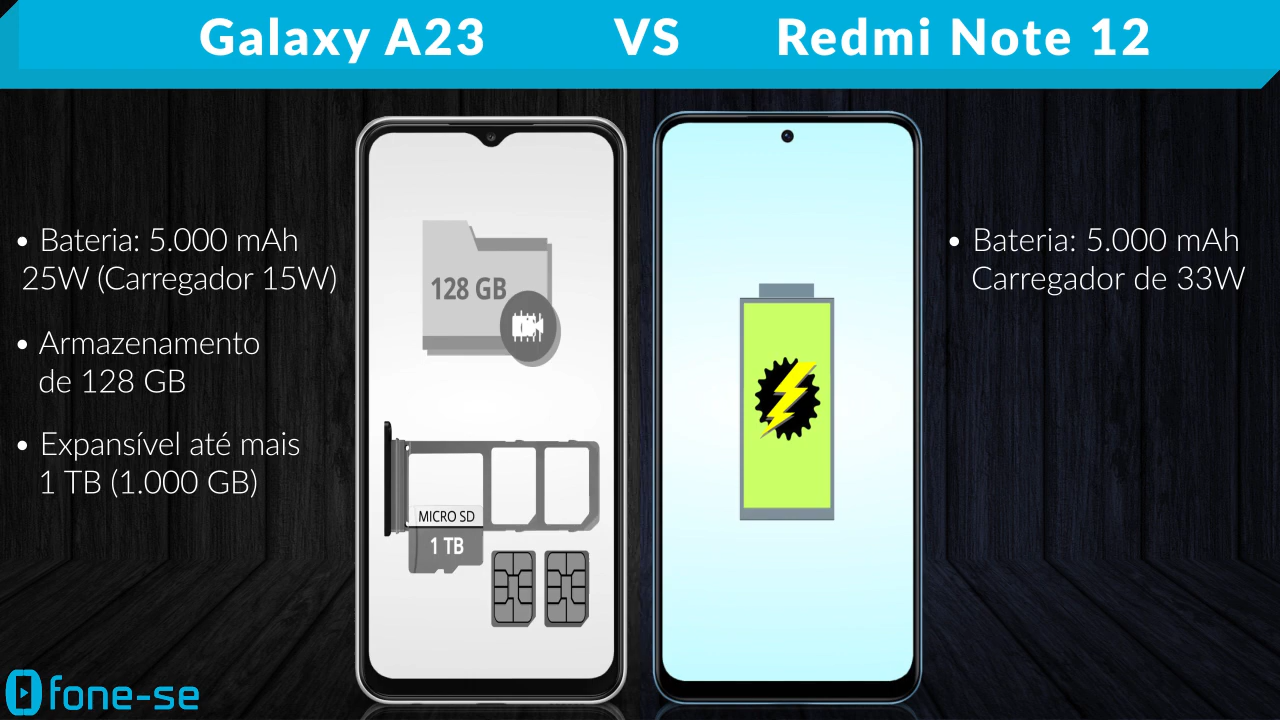 Galaxy A23 VS Redmi Note 12
• Bateria: 5.000 mAh
25W (Carregador 15W)
• Armazenamento
de 128 GB
• Expansível até mais
1 TB (1.000 GB)
128 GB
MICRO SD
1 TB
• Bateria: 5.000 mAh
Carregador de 33W
fone-se